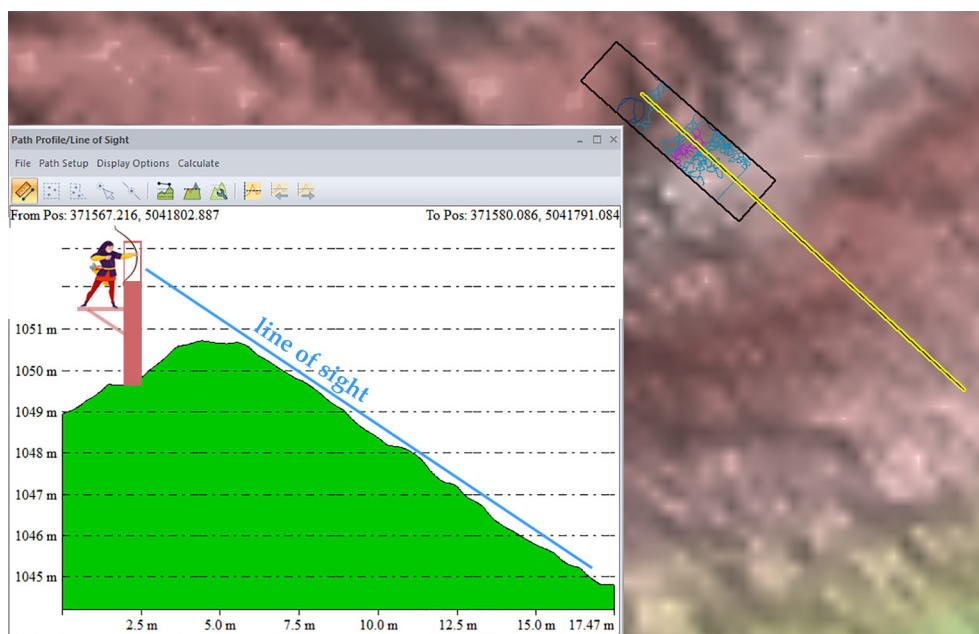 Path Profile/Line of Sight
File Path Setup Display Options Calculate
From Pos: 371567.216, 5041802.887 To Pos: 371580.086, 5041791.084
line of sight
1051 m
1050 m
1049 m
1048 m
1047 m
1046 m
1045 m
2.5 m 5.0 m 7.5 m 10.0 m 12.5 m 15.0 m 17.47 m